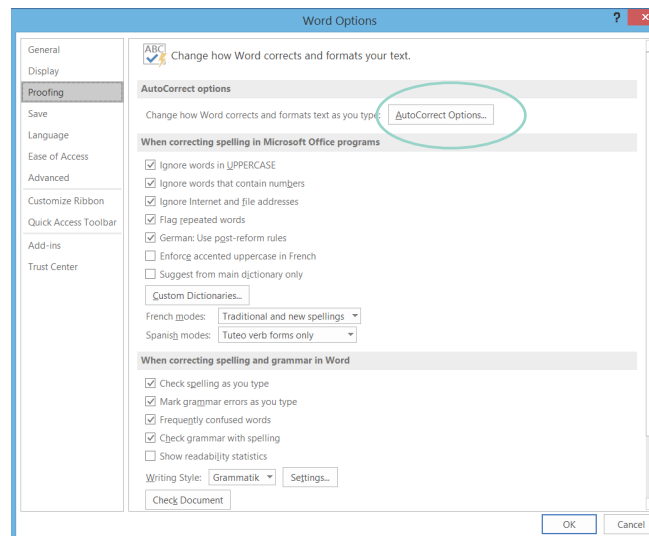 Word Options
?
General
Display
Proofing
Save
Language
Ease of Access
Advanced
Customize Ribbon
Quick Access Toolbar
Add-ins
Trust Center
ABC
Change how Word corrects and formats your text.
AutoCorrect options
Change how Word corrects and formats text as you type: AutoCorrect Options...
When correcting spelling in Microsoft Office programs
Ignore words in UPPERCASE
Ignore words that contain numbers
Ignore Internet and file addresses
Flag repeated words
German: Use post-reform rules
Enforce accented uppercase in French
Suggest from main dictionary only
Custom Dictionaries...
French modes: Traditional and new spellings
Spanish modes: Tuteo verb forms only
When correcting spelling and grammar in Word
Check spelling as you type
Mark grammar errors as you type
Frequently confused words
Check grammar with spelling
Show readability statistics
Writing Style: Grammatik Settings...
Check Document
OK Cancel